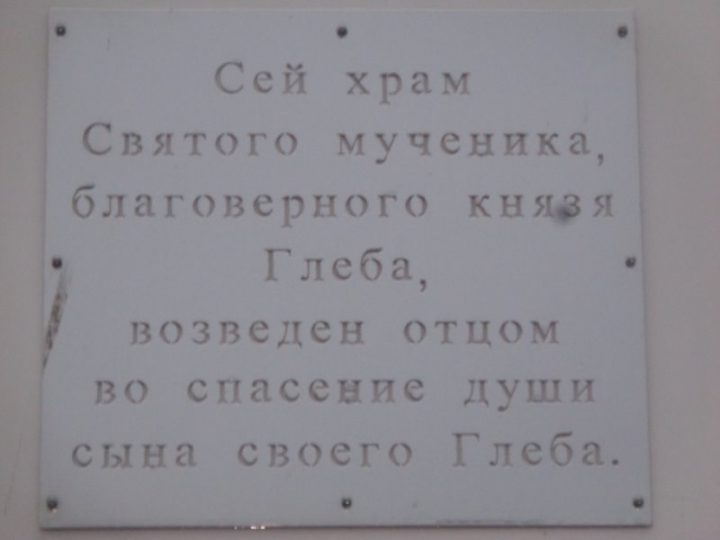 Сей храм
Святого мученика,
благоверного князя
Глеба,
возведен отцом
во спасение души
сына своего Глеба.